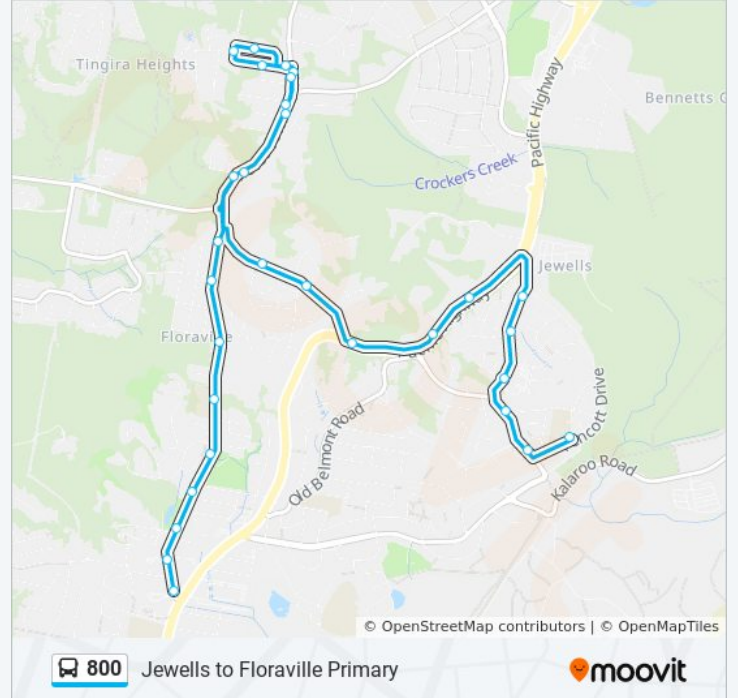 Tingira Heights
Pacific Highway
Bennetts
Crockers Creek
Jewells
Floraville
Old Belmont Road
Drive
Kalaroo Road
© OpenStreetMap contributors | © OpenMapTiles
800 Jewells to Floraville Primary
moovit